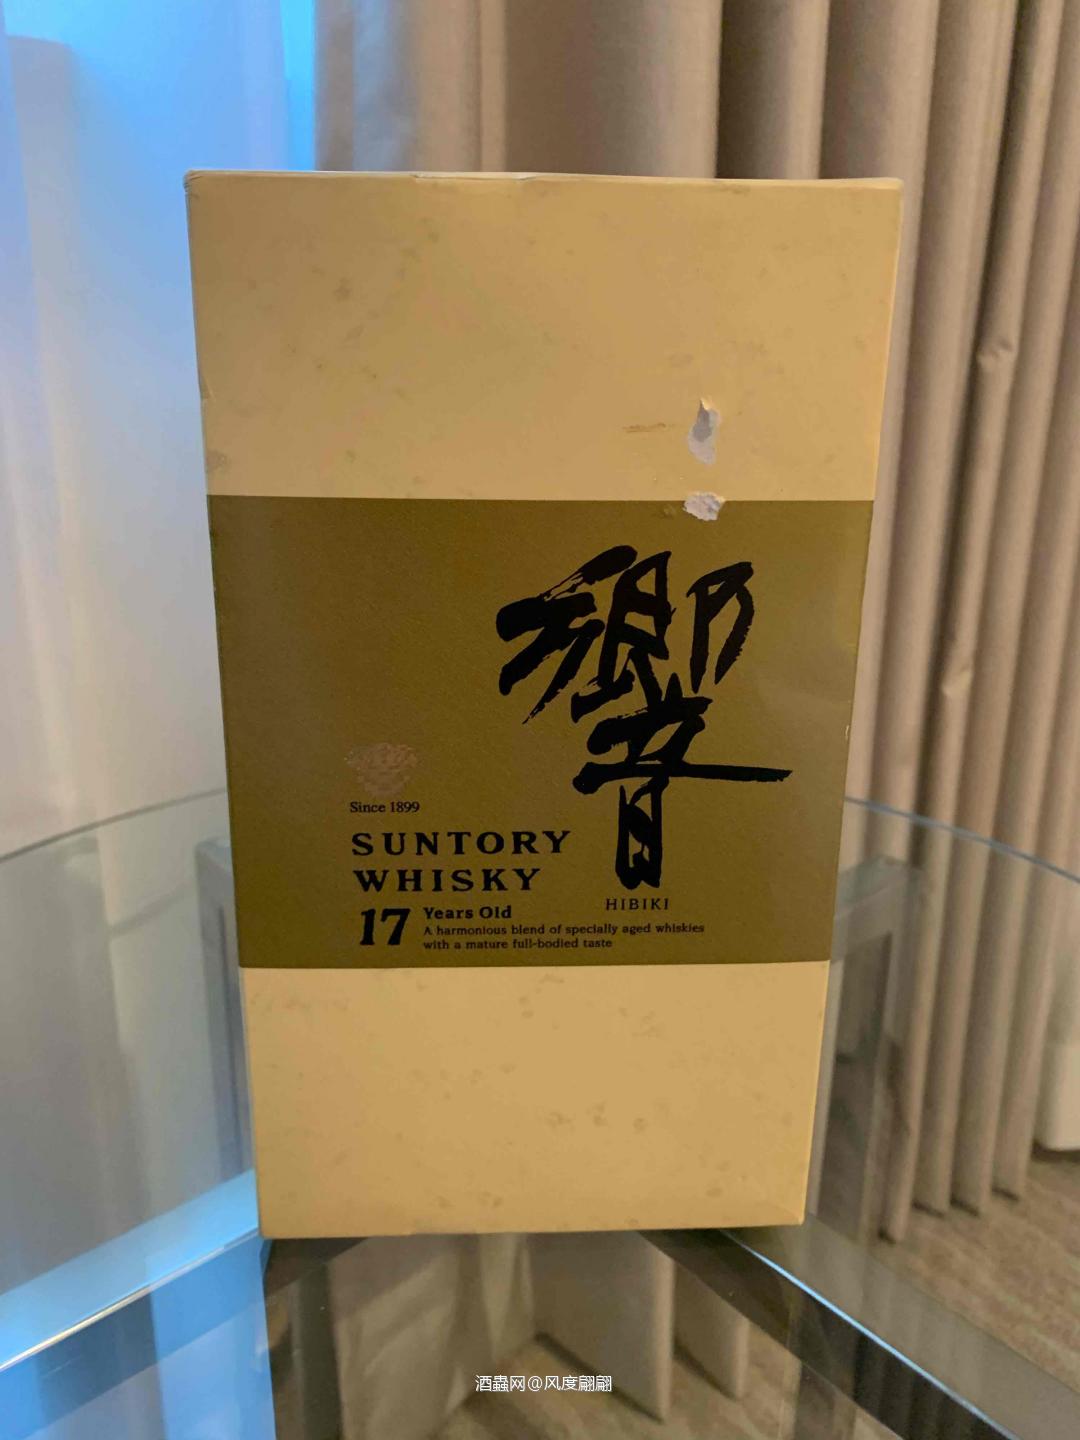 響
Since 1899
SUNTORY
WHISKY
HIBIKI
17 Years Old
A harmonious blend of specially aged whiskies
with a mature full-bodied taste
酒蟲网@风度翩翩